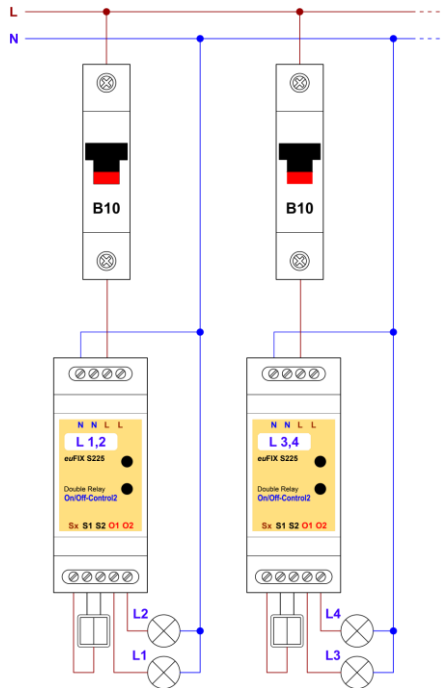 L
N
B10 B10
N N L L N N L L
L 1,2 L 3,4
euFIX S225 euFIX S225
Double Relay Double Relay
On/Off-Control2 On/Off-Control2
Sx S1 S2 O1 O2 Sx S1 S2 O1 O2
L2 L4
L1 L3